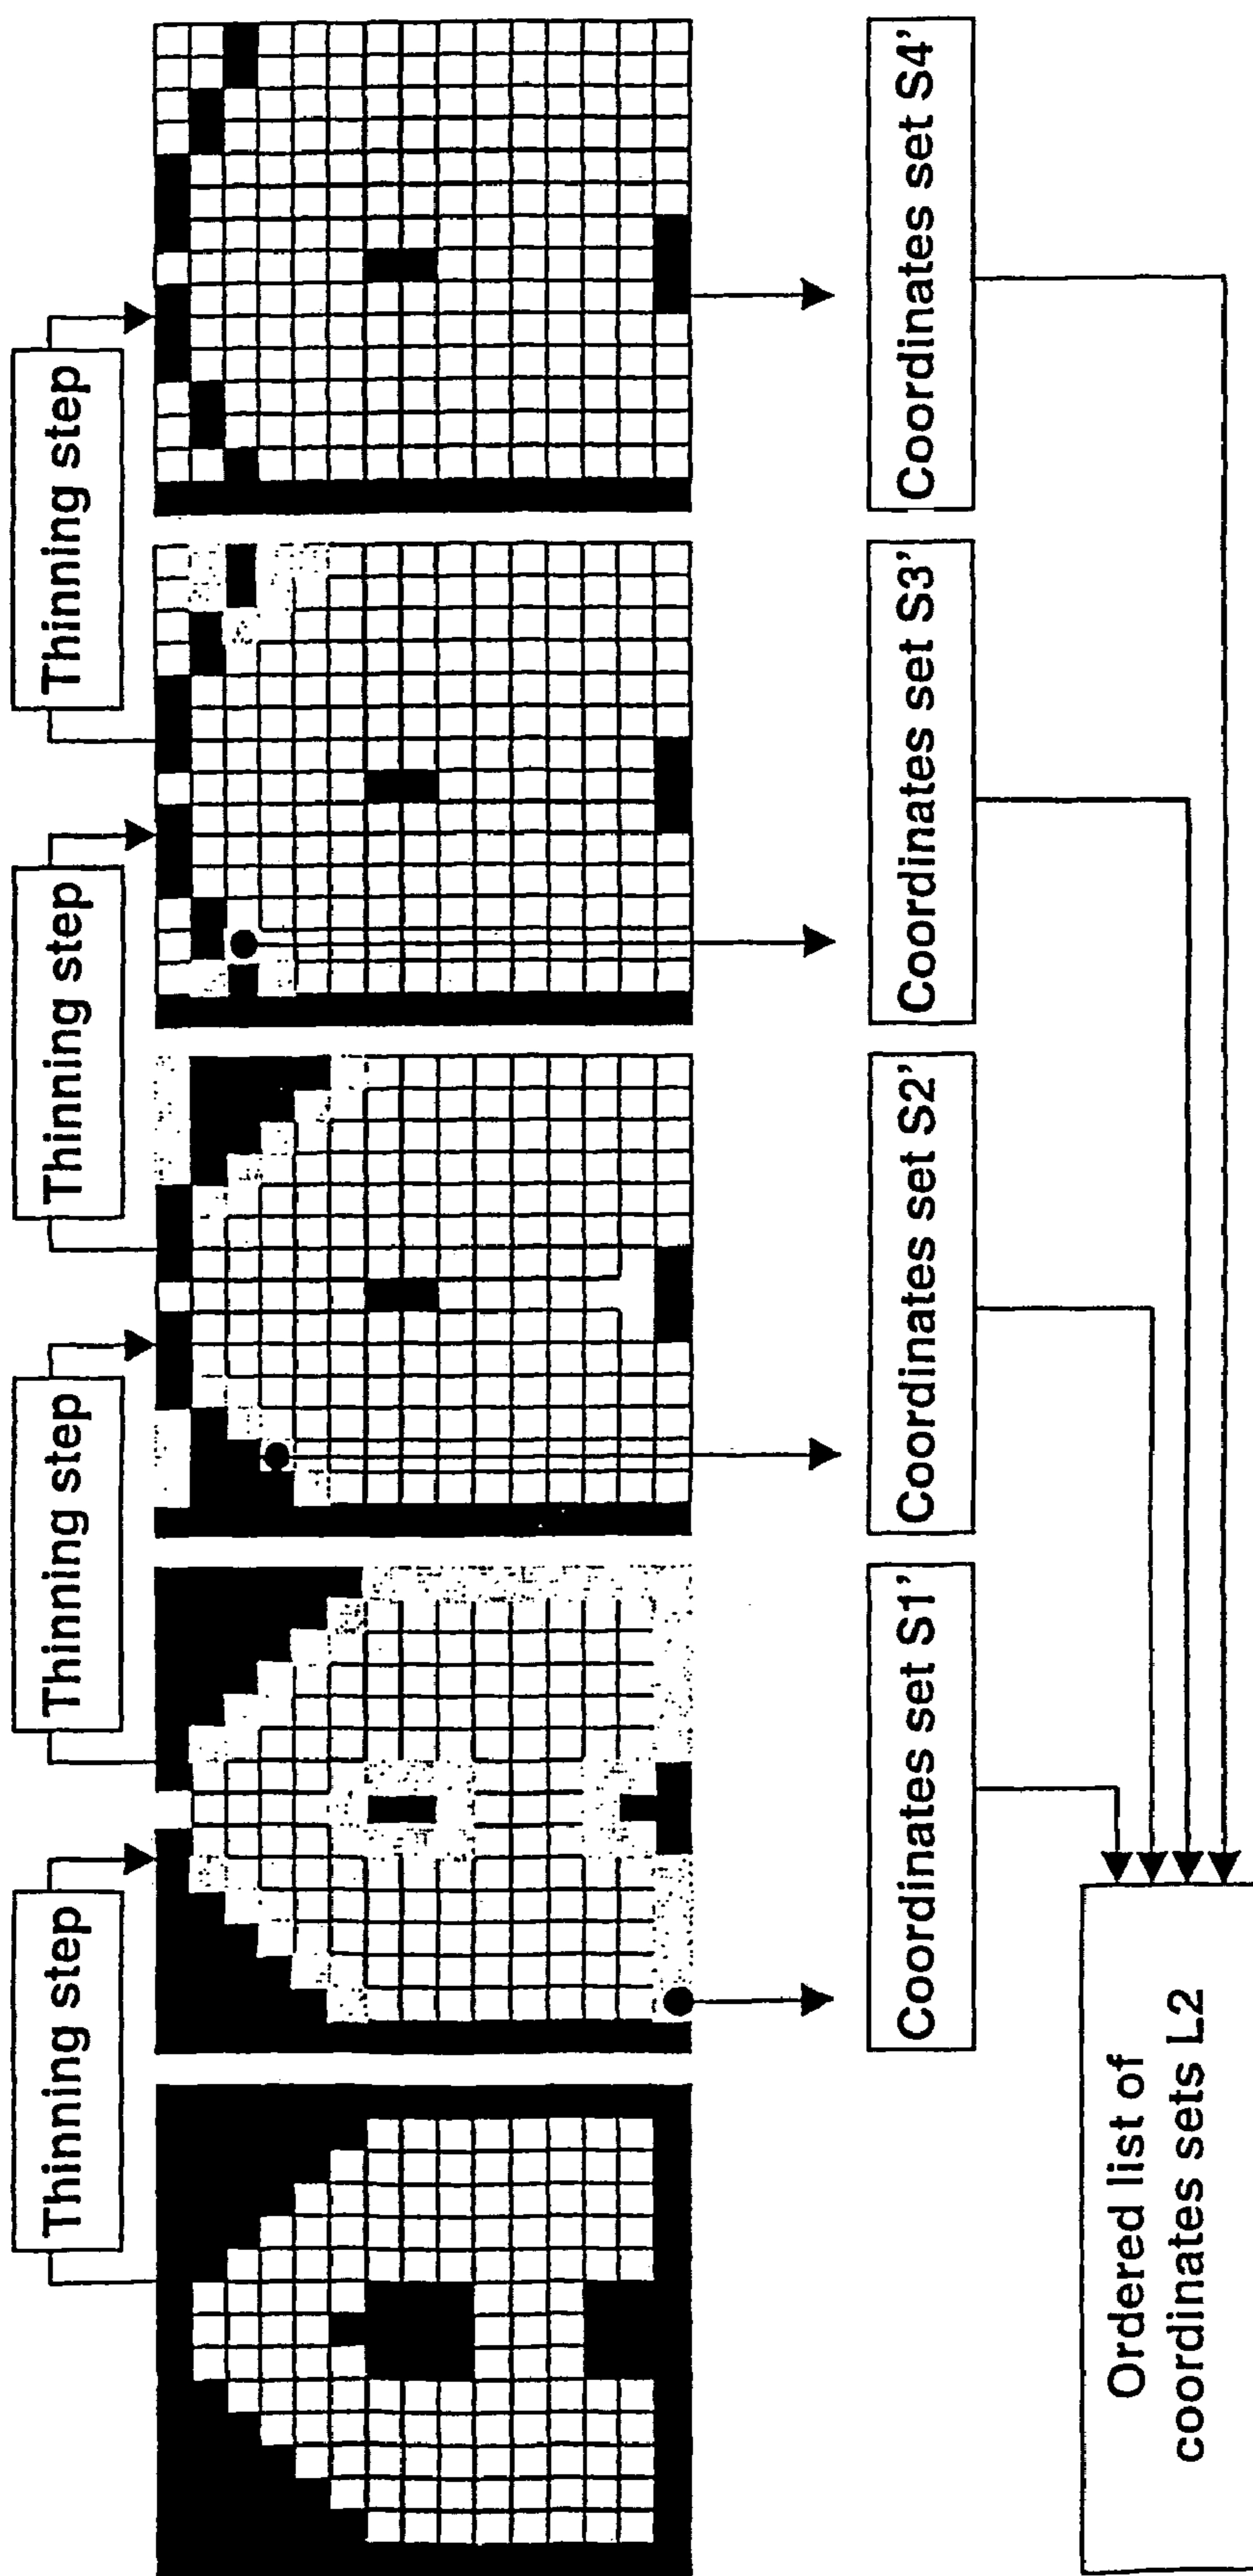 Thinning step
Thinning step
Thinning step
Thinning step
Coordinates set S1'
Coordinates set S2'
Coordinates set S3'
Coordinates set S4'
Ordered list of
coordinates sets L2